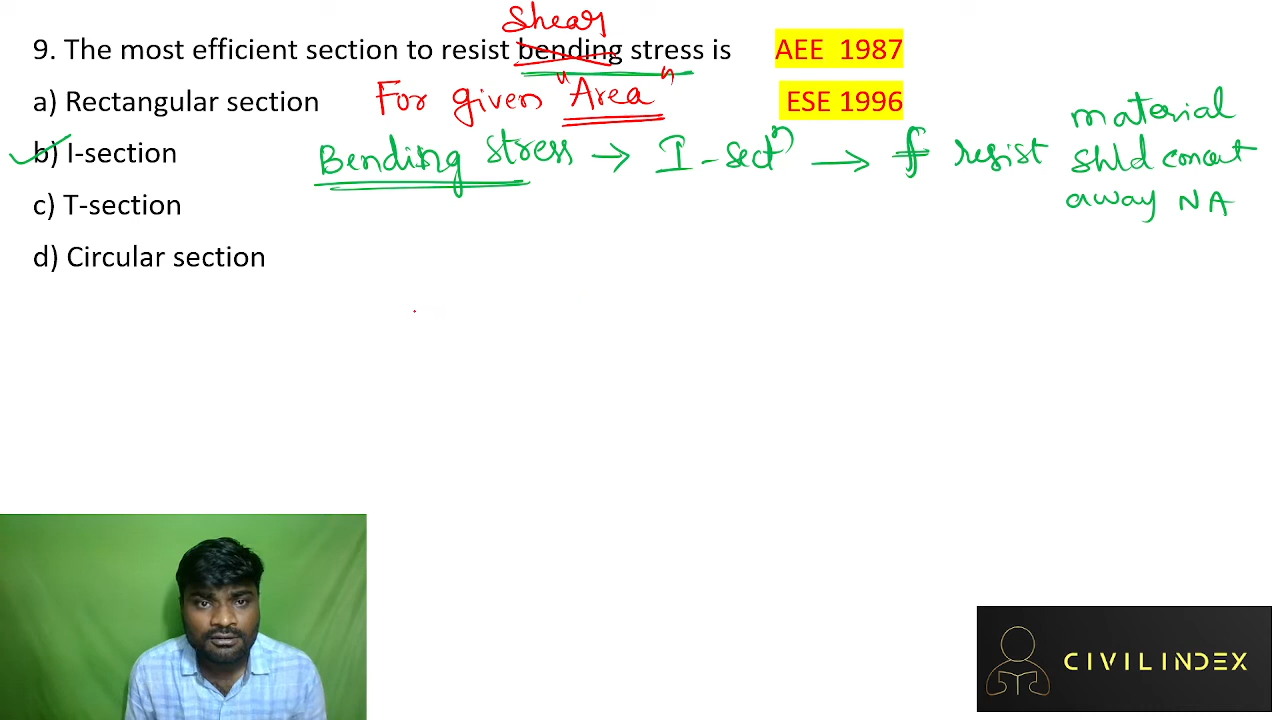 Shear
9. The most efficient section to resist bending stress is AEE 1987
a) Rectangular section For given "Area" ESE 1996
b) I-section Bending stress → I-sectn → f resist material shld concent away NA
c) T-section
d) Circular section
CIVILINDEX